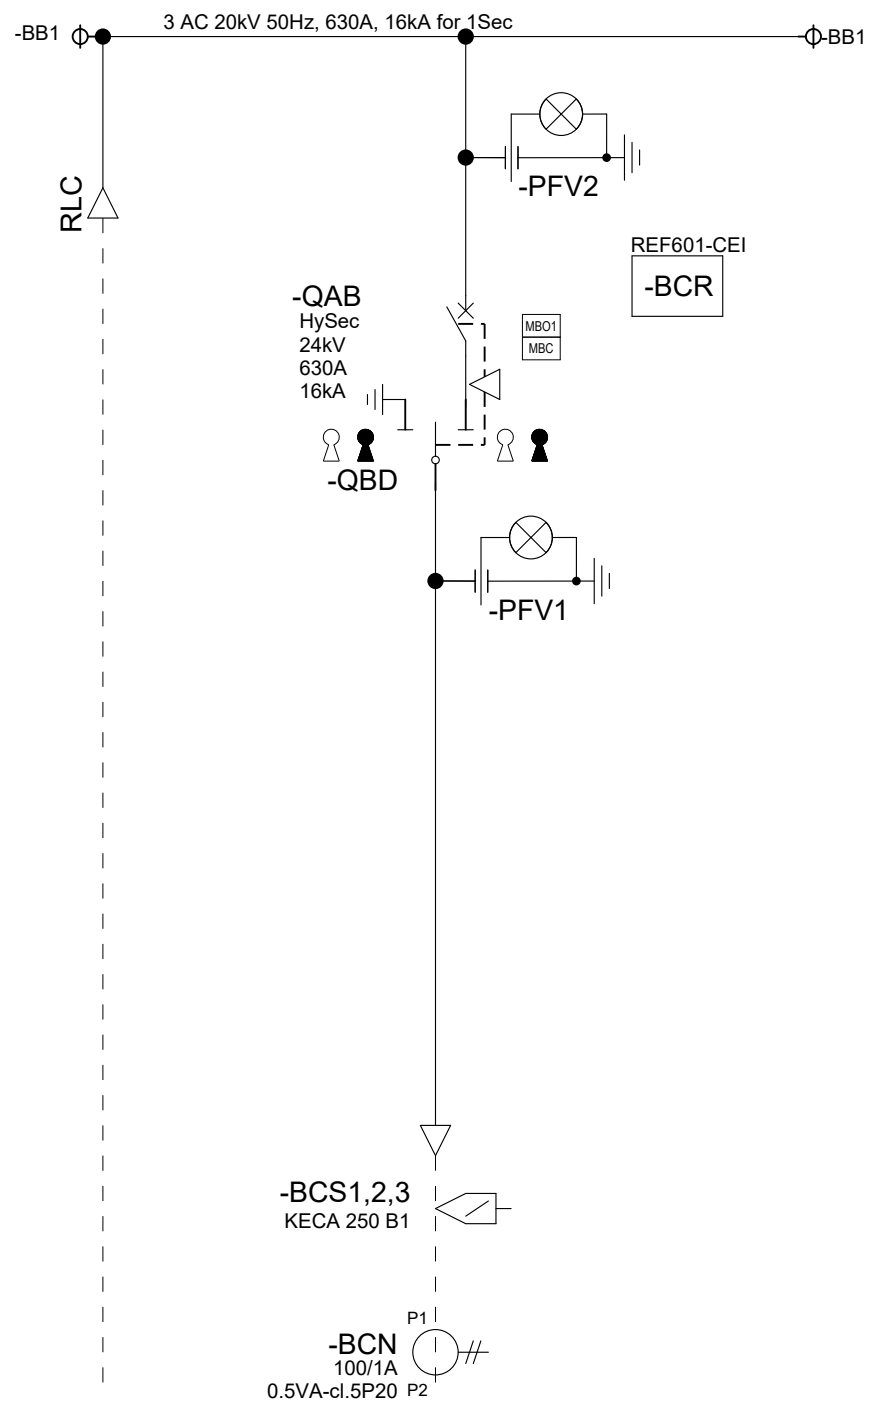 3 AC 20kV 50Hz, 630A, 16kA for 1Sec
-BB1
-BB1
RLC
-PFV2
REF601-CEI
-BCR
-QAB
HySec
24kV
630A
16kA
MBO1
MBC
-QBD
-PFV1
-BCS1,2,3
KECA 250 B1
P1
-BCN
100/1A
0.5VA-cl.5P20 P2